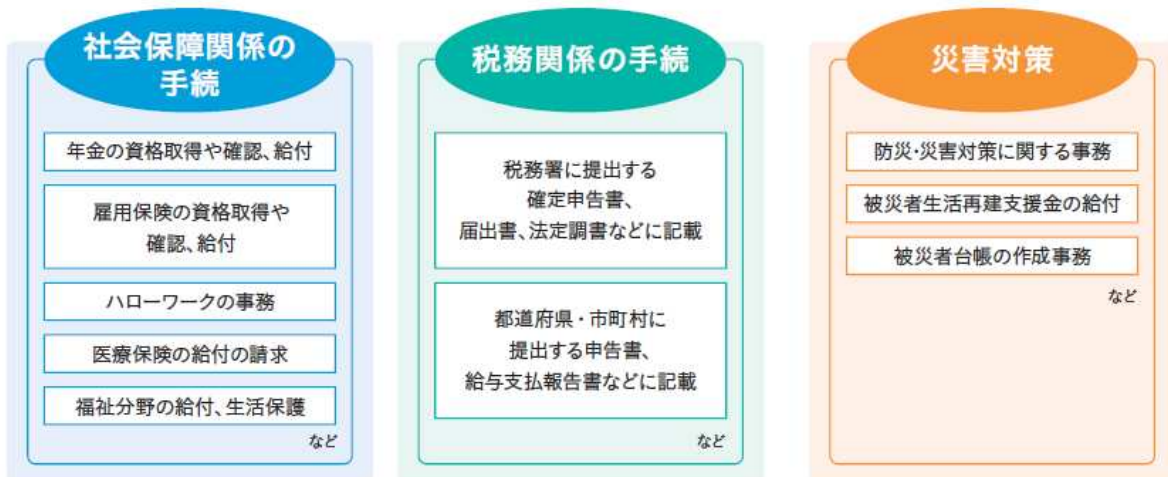 社会保障関係の
手続
年金の資格取得や確認、給付
雇用保険の資格取得や
確認、給付
ハローワークの事務
医療保険の給付の請求
福祉分野の給付、生活保護
など
税務関係の手続
税務署に提出する
確定申告書、
届出書、法定調書などに記載
都道府県・市町村に
提出する申告書、
給与支払報告書などに記載
など
災害対策
防災・災害対策に関する事務
被災者生活再建支援金の給付
被災者台帳の作成事務
など